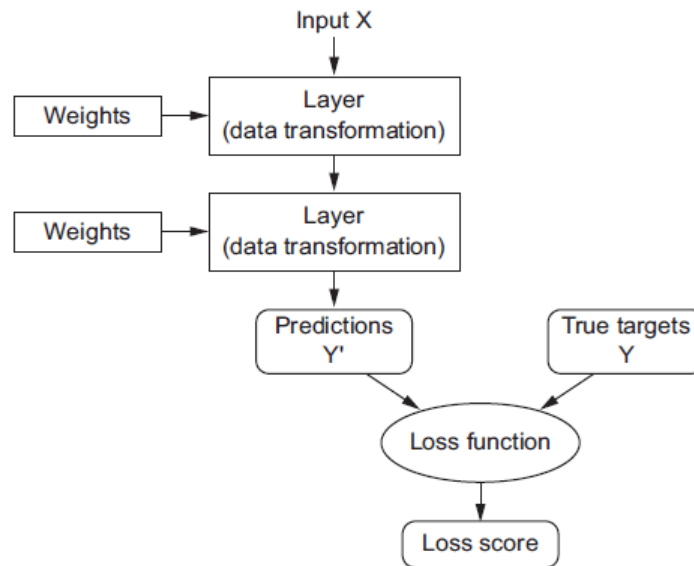 Input X
Layer
(data transformation)
Weights
Layer
(data transformation)
Weights
Predictions
Y'
True targets
Y
Loss function
Loss score